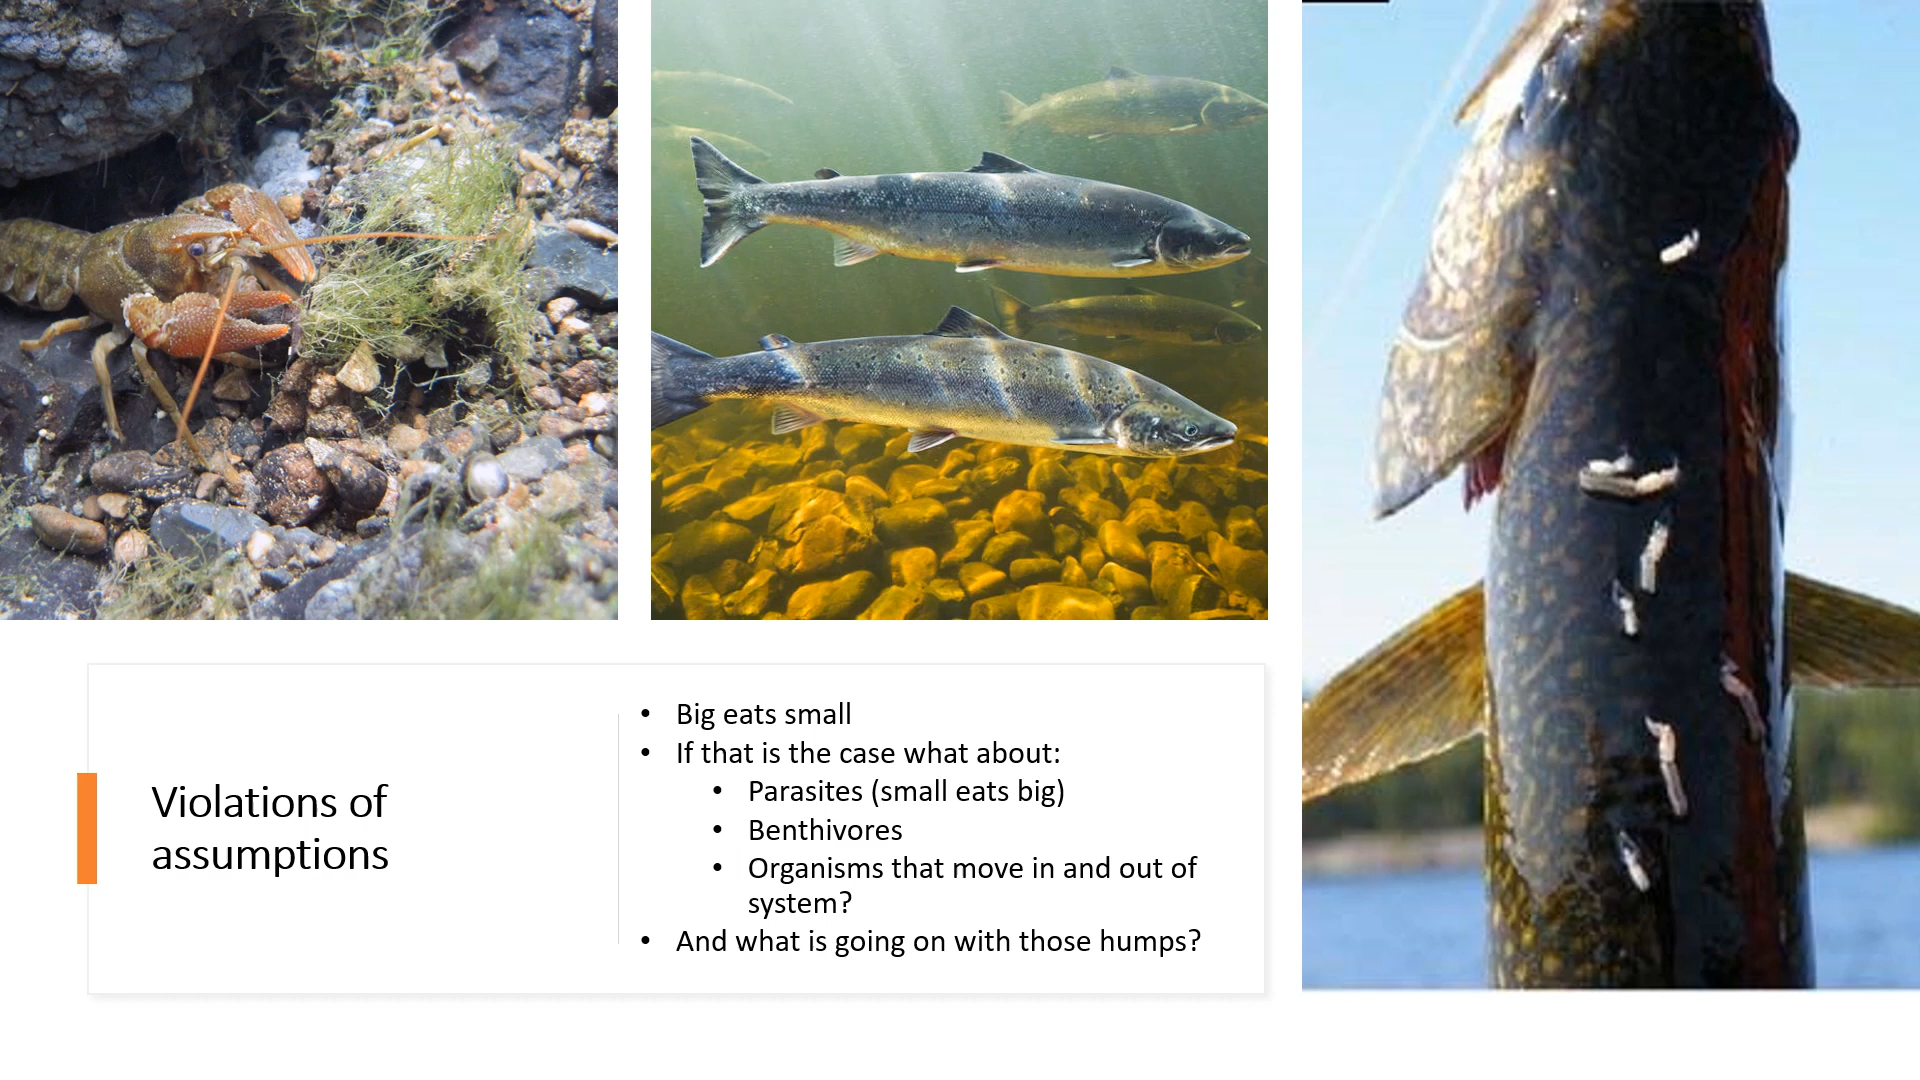 Violations of
assumptions
• Big eats small
• If that is the case what about:
• Parasites (small eats big)
• Benthivores
• Organisms that move in and out of
system?
• And what is going on with those humps?